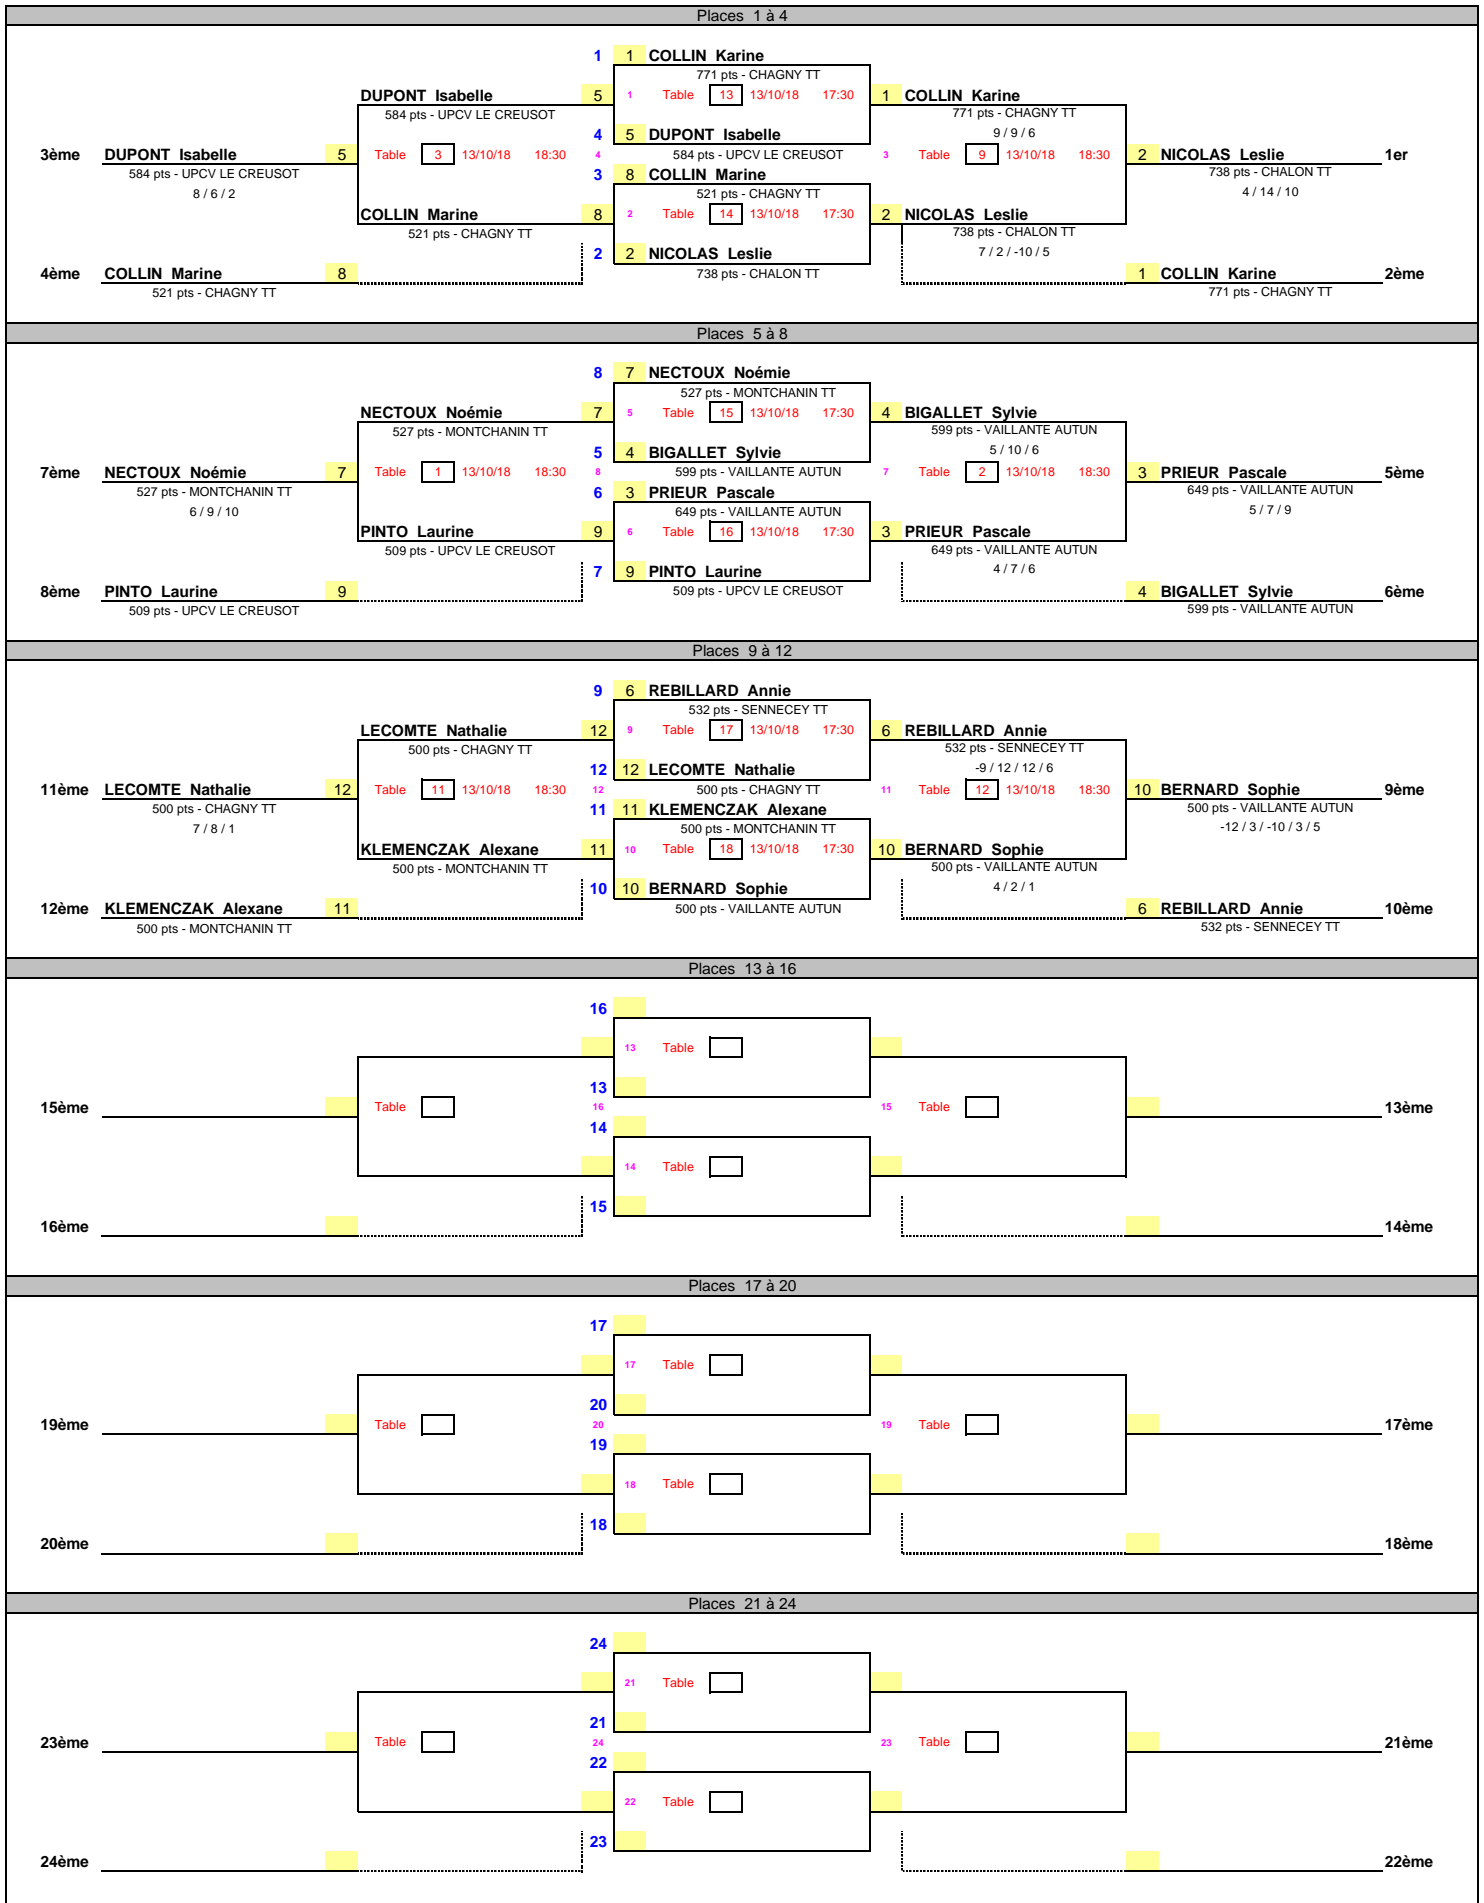 Places 1 à 4
1 1 COLLIN Karine
771 pts - CHAGNY TT
DUPONT Isabelle 5 1 Table 13 13/10/18 17:30 1 COLLIN Karine
584 pts - UPCV LE CREUSOT 771 pts - CHAGNY TT
4 5 DUPONT Isabelle 9 / 9 / 6
3ème DUPONT Isabelle 5 Table 3 13/10/18 18:30 4 584 pts - UPCV LE CREUSOT 3 Table 9 13/10/18 18:30 2 NICOLAS Leslie 1er
584 pts - UPCV LE CREUSOT 3 8 COLLIN Marine 738 pts - CHALON TT
8 / 6 / 2 521 pts - CHAGNY TT 4 / 14 / 10
COLLIN Marine 8 2 Table 14 13/10/18 17:30 2 NICOLAS Leslie
521 pts - CHAGNY TT 738 pts - CHALON TT
2 2 NICOLAS Leslie 7 / 2 / -10 / 5
4ème COLLIN Marine 8 738 pts - CHALON TT 1 COLLIN Karine 2ème
521 pts - CHAGNY TT 771 pts - CHAGNY TT
Places 5 à 8
8 7 NECTOUX Noémie
527 pts - MONTCHANIN TT
NECTOUX Noémie 7 5 Table 15 13/10/18 17:30 4 BIGALLET Sylvie
527 pts - MONTCHANIN TT 599 pts - VAILLANTE AUTUN
5 4 BIGALLET Sylvie 5 / 10 / 6
7ème NECTOUX Noémie 7 Table 1 13/10/18 18:30 8 599 pts - VAILLANTE AUTUN 7 Table 2 13/10/18 18:30 3 PRIEUR Pascale 5ème
527 pts - MONTCHANIN TT 6 3 PRIEUR Pascale 649 pts - VAILLANTE AUTUN
6 / 9 / 10 649 pts - VAILLANTE AUTUN 5 / 7 / 9
PINTO Laurine 9 6 Table 16 13/10/18 17:30 3 PRIEUR Pascale
509 pts - UPCV LE CREUSOT 649 pts - VAILLANTE AUTUN
7 9 PINTO Laurine 4 / 7 / 6
8ème PINTO Laurine 9 509 pts - UPCV LE CREUSOT 4 BIGALLET Sylvie 6ème
509 pts - UPCV LE CREUSOT 599 pts - VAILLANTE AUTUN
Places 9 à 12
9 6 REBILLARD Annie
532 pts - SENNECEY TT
LECOMTE Nathalie 12 9 Table 17 13/10/18 17:30 6 REBILLARD Annie
500 pts - CHAGNY TT 532 pts - SENNECEY TT
12 12 LECOMTE Nathalie -9 / 12 / 12 / 6
11ème LECOMTE Nathalie 12 Table 11 13/10/18 18:30 12 500 pts - CHAGNY TT 11 Table 12 13/10/18 18:30 10 BERNARD Sophie 9ème
500 pts - CHAGNY TT 11 11 KLEMENCZAK Alexane 500 pts - VAILLANTE AUTUN
7 / 8 / 1 500 pts - MONTCHANIN TT -12 / 3 / -10 / 3 / 5
KLEMENCZAK Alexane 11 10 Table 18 13/10/18 17:30 10 BERNARD Sophie
500 pts - MONTCHANIN TT 500 pts - VAILLANTE AUTUN
10 10 BERNARD Sophie 4 / 2 / 1
12ème KLEMENCZAK Alexane 11 500 pts - VAILLANTE AUTUN 6 REBILLARD Annie 10ème
500 pts - MONTCHANIN TT 532 pts - SENNECEY TT
Places 13 à 16
16
13 Table
13
15ème Table 16 15 Table 13ème
14
14 Table
15
16ème 14ème
Places 17 à 20
17
17 Table
20
19ème Table 20 19 Table 17ème
19
18 Table
18
20ème 18ème
Places 21 à 24
24
21 Table
21
23ème Table 24 23 Table 21ème
22
22 Table
23
24ème 22ème